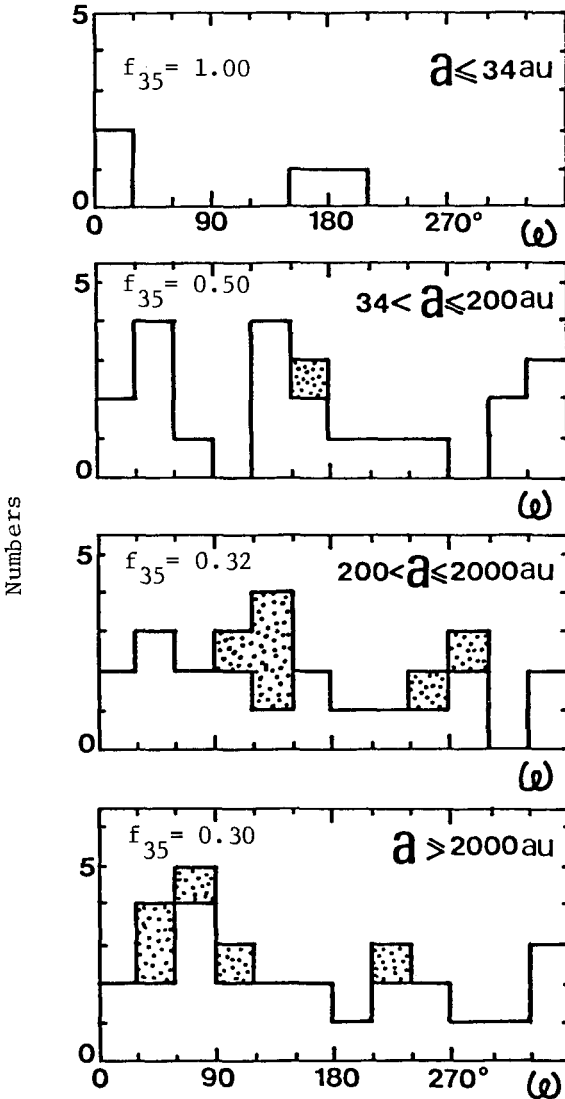 5
f35= 1.00
a⩽34au
0
0 90 180 270° ω
5
f35= 0.50
34<a⩽200au
0
ω
Numbers
5
f35= 0.32
200<a⩽2000au
0
ω
f35= 0.30
a⩾2000au
5
0
0 90 180 270° ω